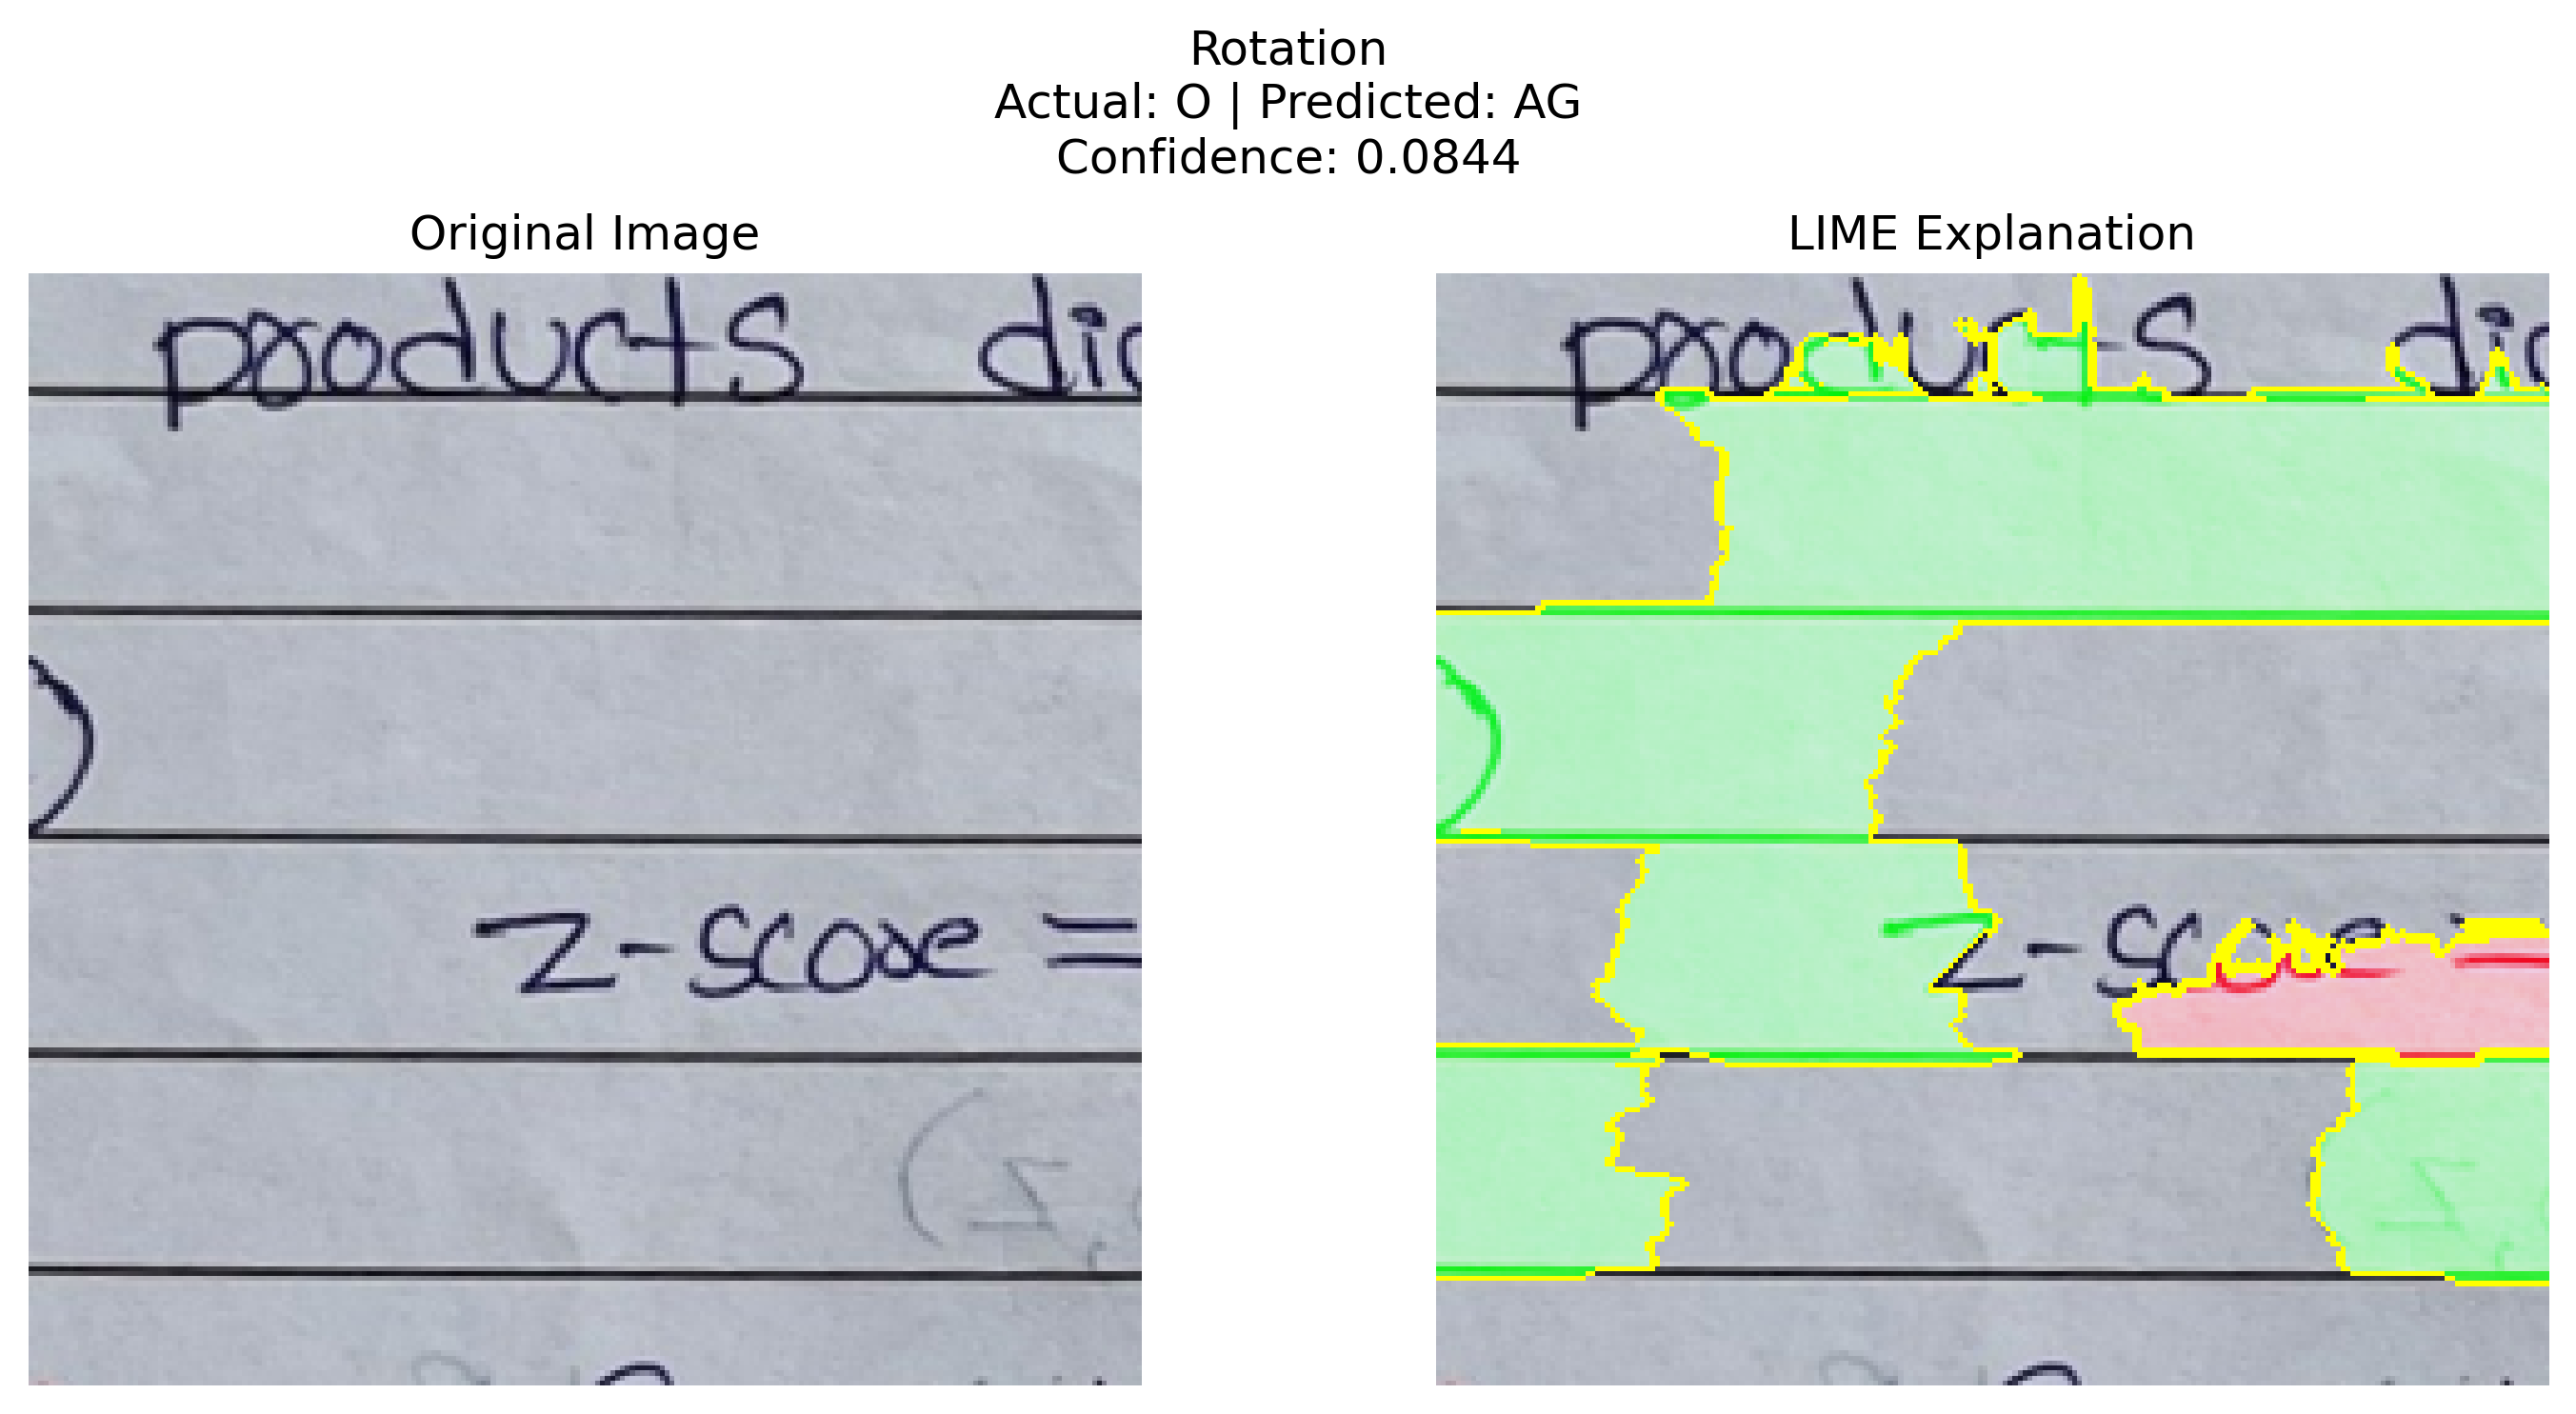 Rotation
Actual: O | Predicted: AG
Confidence: 0.0844
Original Image
LIME Explanation
products
products
)
)
z-score =
z-score